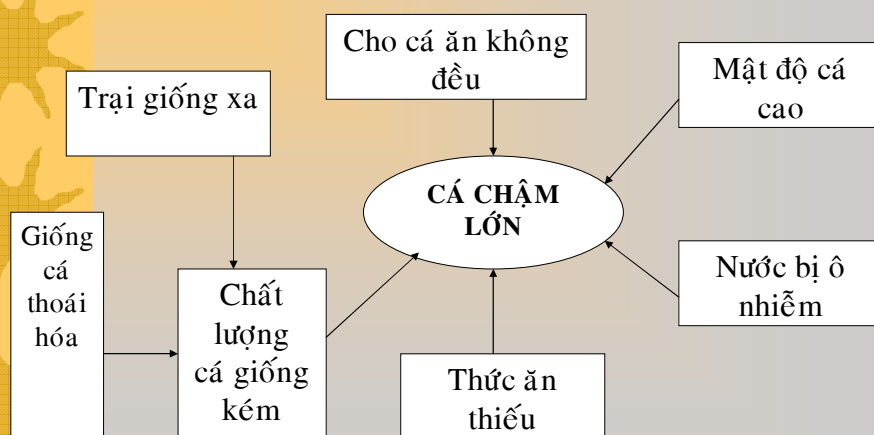 Cho cá ăn không
đều
Mật độ cá
cao
Trại giống xa
CÁ CHẬM
LỚN
Giống
cá
thoái
hóa
Chất
lượng
cá giống
kém
Nước bị ô
nhiễm
Thức ăn
thiếu